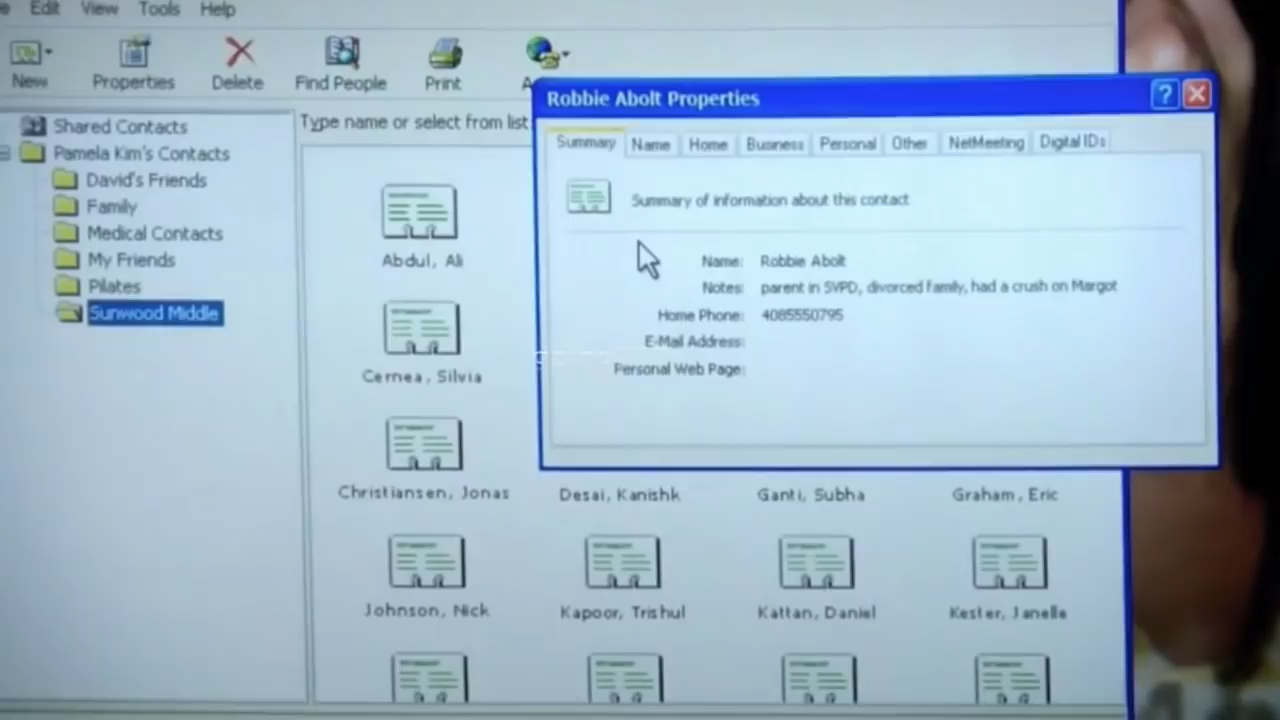 Edit View Tools Help
New Properties Delete Find People Print
Shared Contacts
Pamela Kim's Contacts
David's Friends
Family
Medical Contacts
My Friends
Pilates
Sunwood Middle
Type name or select from list
Abdul, Ali
Cernea, Silvia
Christiansen, Jonas Desai, Kanishk Ganti, Subha Graham, Eric
Johnson, Nick Kapoor, Trishul Kattan, Daniel Kester, Janelle
Robbie Abolt Properties
Summary Name Home Business Personal Other NetMeeting Digital IDs
Summary of information about this contact
Name: Robbie Abolt
Notes: parent in SVPD, divorced family, had a crush on Margot
Home Phone: 4085550795
E-Mail Address:
Personal Web Page: